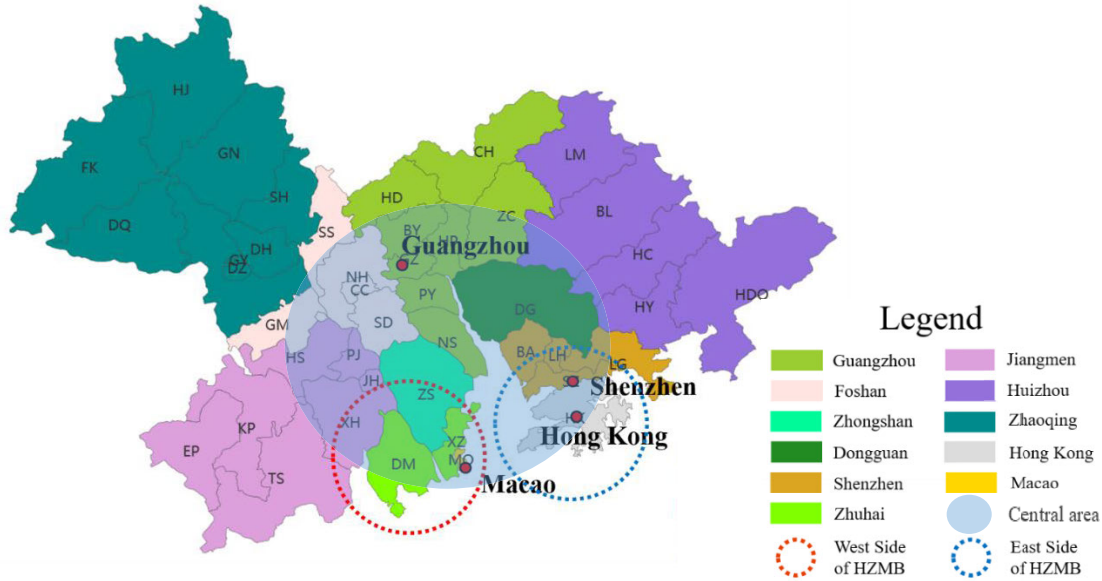 HJ
FK
GN
CH
LM
SH
HD
DQ
SS
ZC
BL
BY
HP
DH
Guangzhou
GY
GZ
DZ
HC
NH
CC
PY
HDO
DG
HY
GM
SD
NS
BA
LH
HS
PJ
LG
JH
Shenzhen
ZS
XH
Hong Kong
KP
XZ
EP
DM
MO
TS
Macao
Legend
Guangzhou
Jiangmen
Foshan
Huizhou
Zhongshan
Zhaoqing
Dongguan
Hong Kong
Shenzhen
Macao
Zhuhai
Central area
West Side
of HZMB
East Side
of HZMB